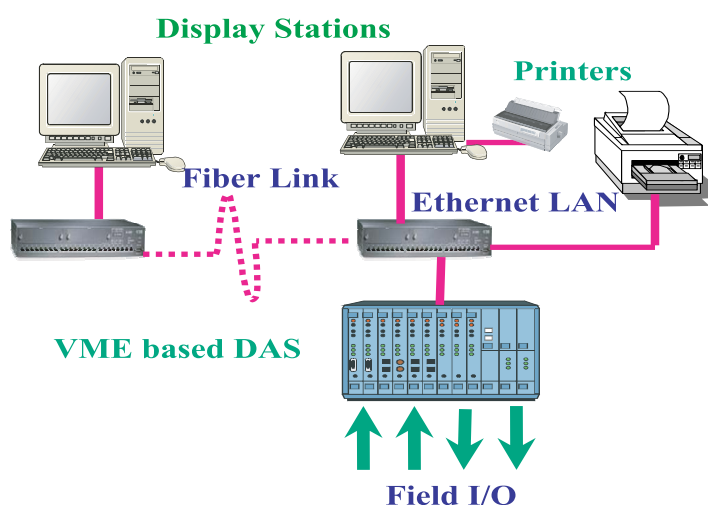 Display Stations
Printers
Fiber Link
Ethernet LAN
VME based DAS
Field I/O